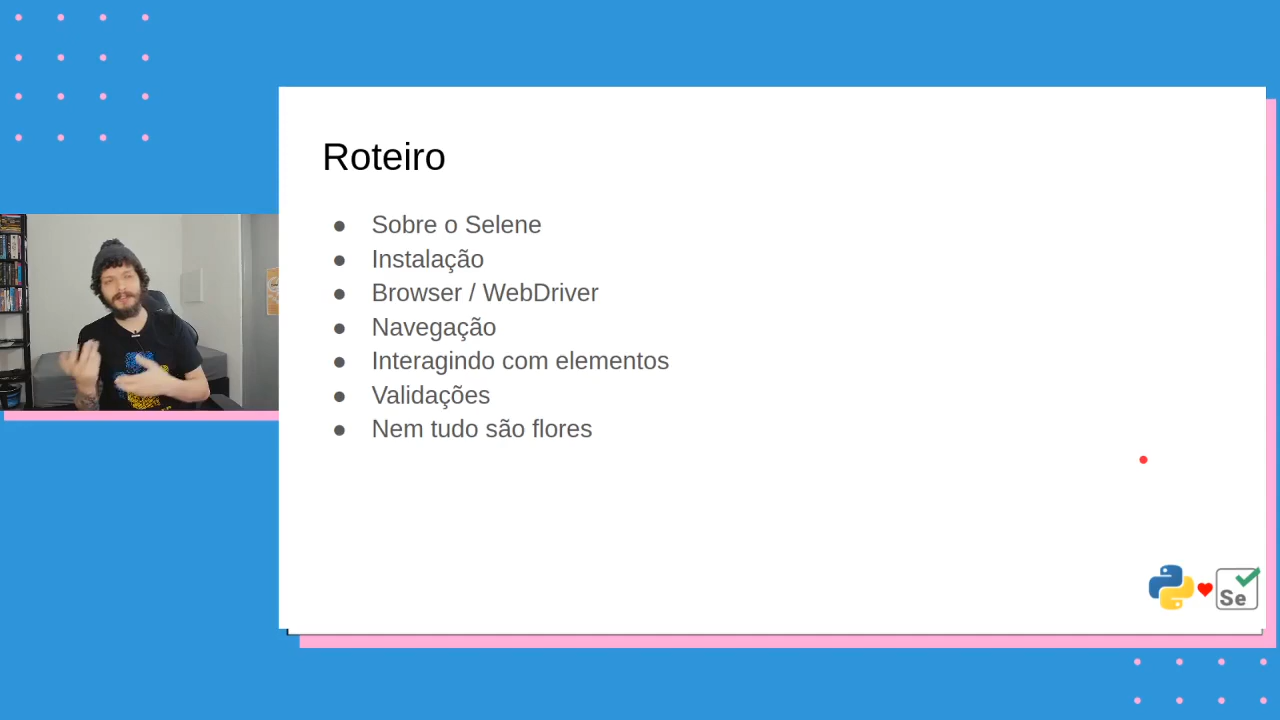 Roteiro
● Sobre o Selene
● Instalação
● Browser / WebDriver
● Navegação
● Interagindo com elementos
● Validações
● Nem tudo são flores
Se